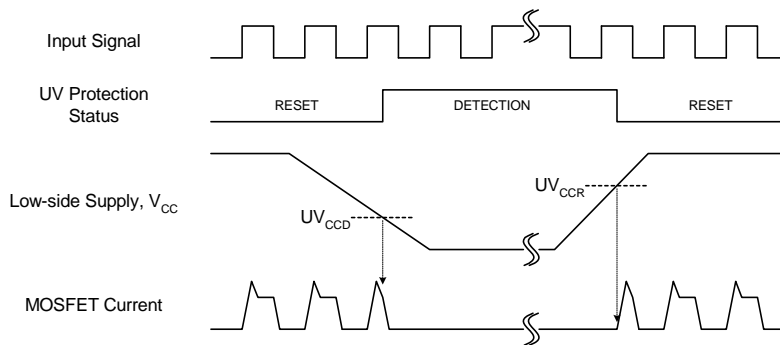 Input Signal
UV Protection
Status
RESET
DETECTION
RESET
Low-side Supply, VCC
UVCCD
UVCCR
MOSFET Current